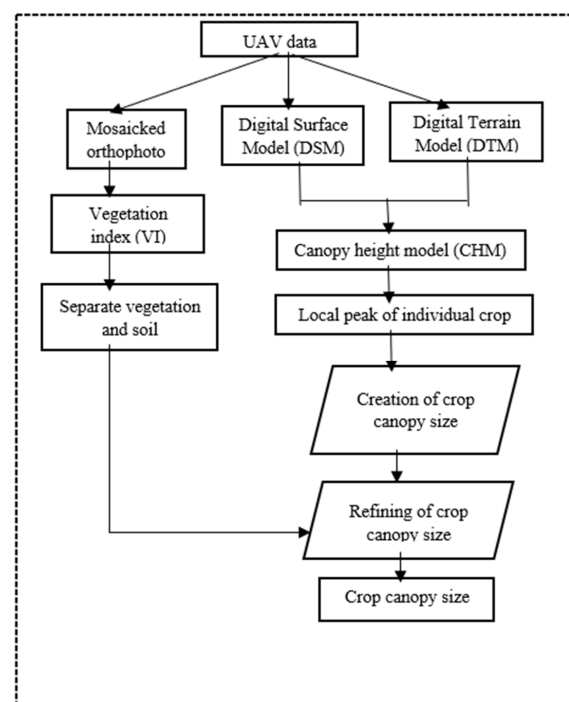 UAV data
Mosaicked
orthophoto
Digital Surface
Model (DSM)
Digital Terrain
Model (DTM)
Vegetation
index (VI)
Canopy height model (CHM)
Separate vegetation
and soil
Local peak of individual crop
Creation of crop
canopy size
Refining of crop
canopy size
Crop canopy size